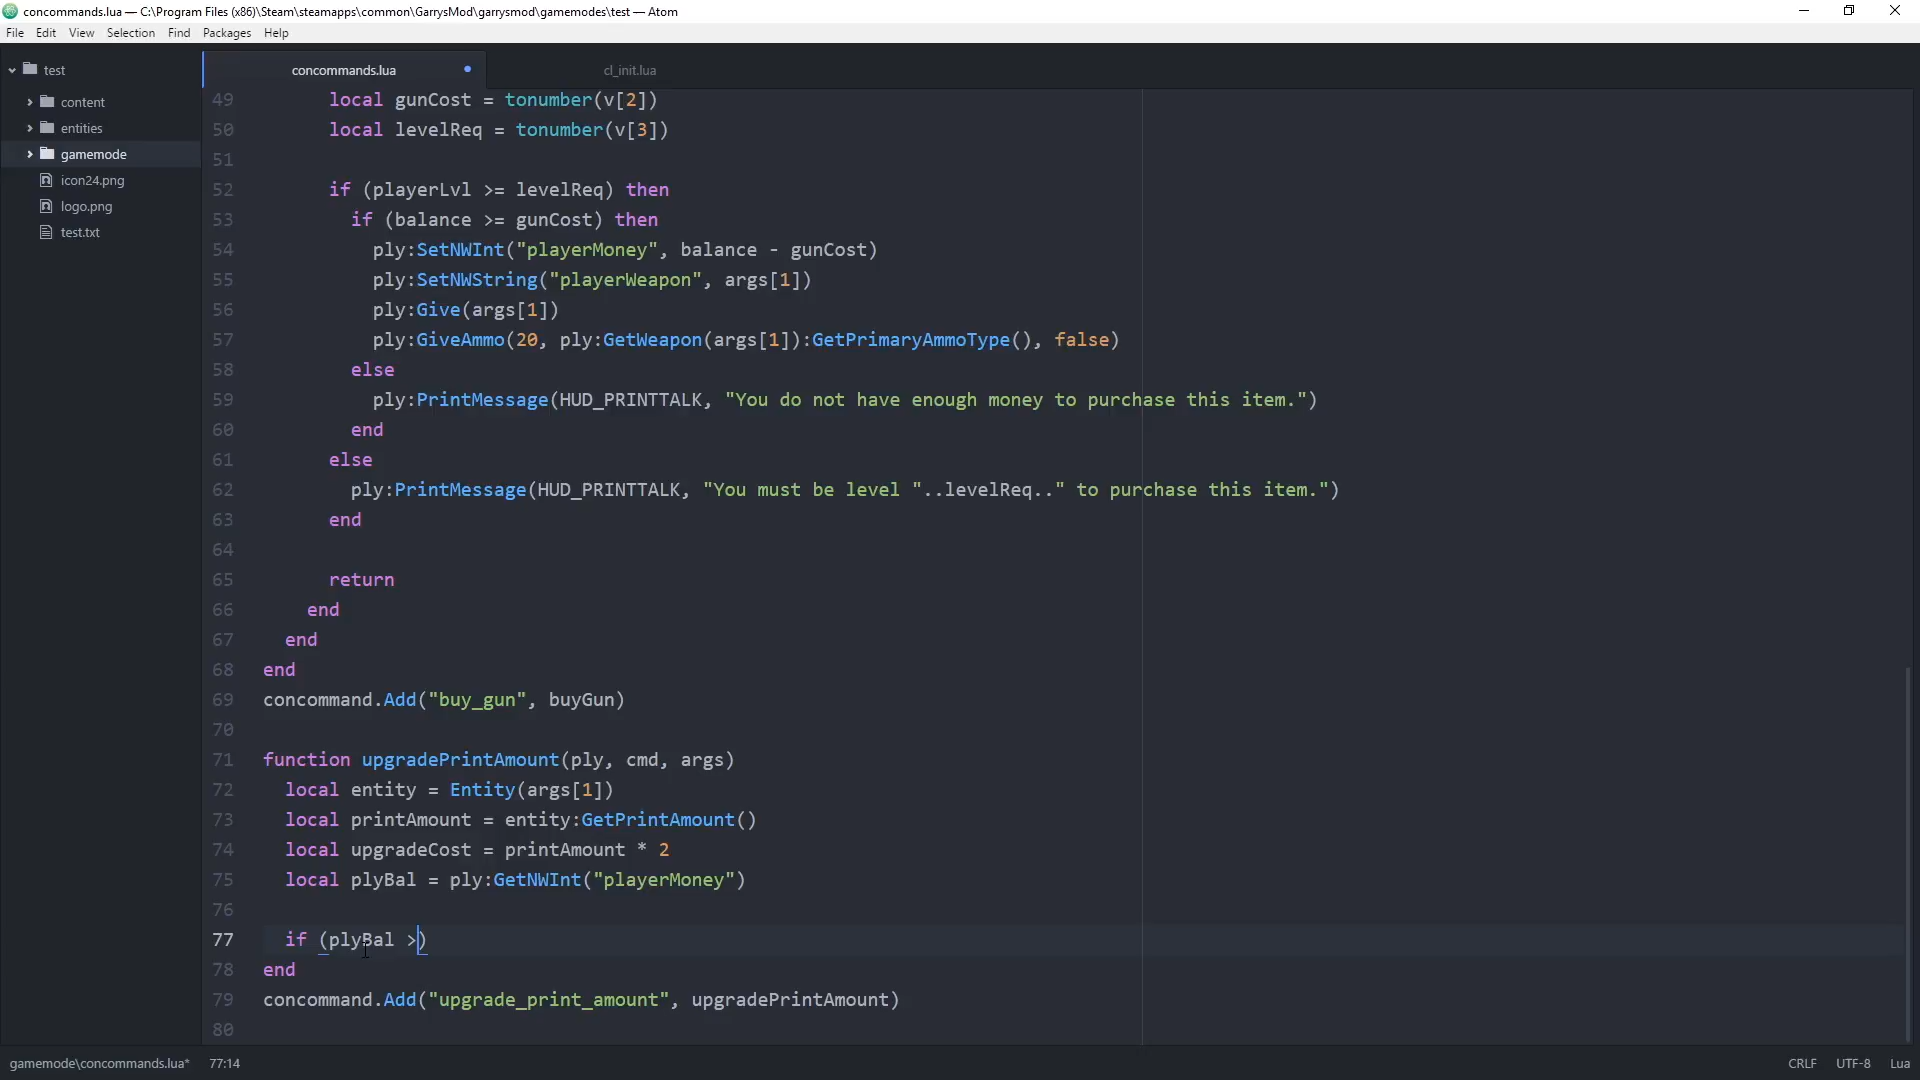 concommands.lua — C:\Program Files (x86)\Steam\steamapps\common\GarrysMod\garrysmod\gamemodes\test — Atom
File Edit View Selection Find Packages Help
test
content
entities
gamemode
icon24.png
logo.png
test.txt
concommands.lua
cl_init.lua
49 local gunCost = tonumber(v[2])
50 local levelReq = tonumber(v[3])
51
52 if (playerLvl >= levelReq) then
53 if (balance >= gunCost) then
54 ply:SetNWInt("playerMoney", balance - gunCost)
55 ply:SetNWString("playerWeapon", args[1])
56 ply:Give(args[1])
57 ply:GiveAmmo(20, ply:GetWeapon(args[1]):GetPrimaryAmmoType(), false)
58 else
59 ply:PrintMessage(HUD_PRINTTALK, "You do not have enough money to purchase this item.")
60 end
61 else
62 ply:PrintMessage(HUD_PRINTTALK, "You must be level "..levelReq.." to purchase this item.")
63 end
64
65 return
66 end
67 end
68 end
69 concommand.Add("buy_gun", buyGun)
70
71 function upgradePrintAmount(ply, cmd, args)
72 local entity = Entity(args[1])
73 local printAmount = entity:GetPrintAmount()
74 local upgradeCost = printAmount * 2
75 local plyBal = ply:GetNWInt("playerMoney")
76
77 if (plyBal >)
78 end
79 concommand.Add("upgrade_print_amount", upgradePrintAmount)
80
gamemode\concommands.lua* 77:14 CRLF UTF-8 Lua